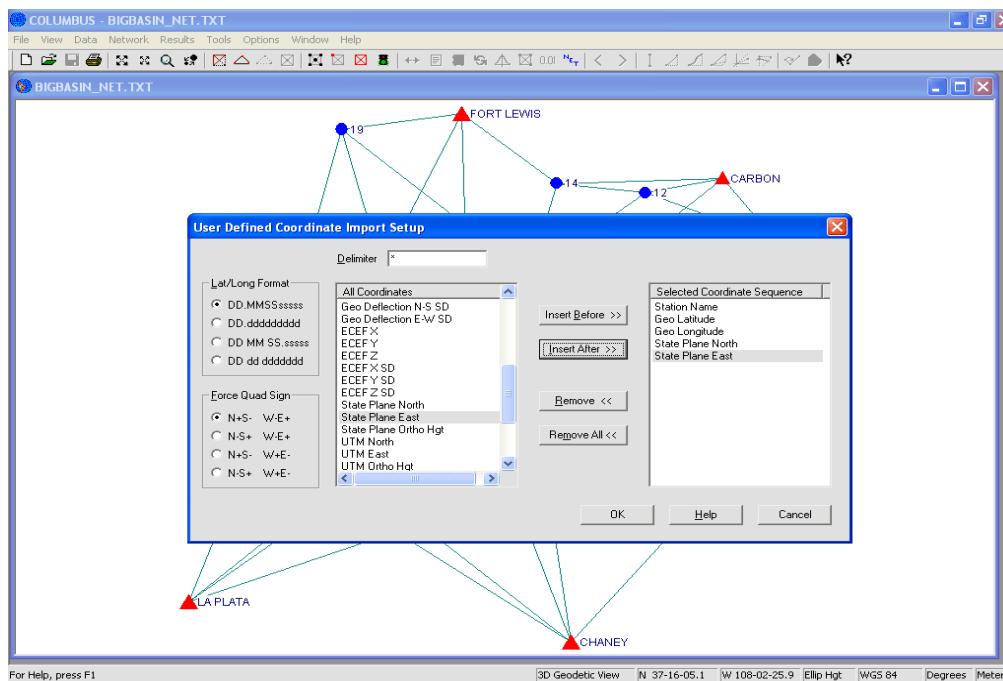 COLUMBUS - BIGBASIN_NET.TXT
File View Data Network Results Tools Options Window Help
0.01 NET
BIGBASIN_NET.TXT
FORT LEWIS
19
14
12
CARBON
User Defined Coordinate Import Setup
Delimiter *
Lat/Long Format
DD.MMSSsssss
DD.ddddddddd
DD MM SS.sssss
DD dd ddddddd
Force Quad Sign
N+S- W-E+
N-S+ W-E+
N+S- W+E-
N-S+ W+E-
All Coordinates
Geo Deflection N-S SD
Geo Deflection E-W SD
ECEF X
ECEF Y
ECEF Z
ECEF X SD
ECEF Y SD
ECEF Z SD
State Plane North
State Plane East
State Plane Ortho Hgt
UTM North
UTM East
UTM Ortho Hgt
Insert Before >>
Insert After >>
Remove <<
Remove All <<
Selected Coordinate Sequence
Station Name
Geo Latitude
Geo Longitude
State Plane North
State Plane East
OK Help Cancel
LA PLATA
CHANEY
For Help, press F1
3D Geodetic View N 37-16-05.1 W 108-02-25.9 Ellip Hgt WGS 84 Degrees Meter